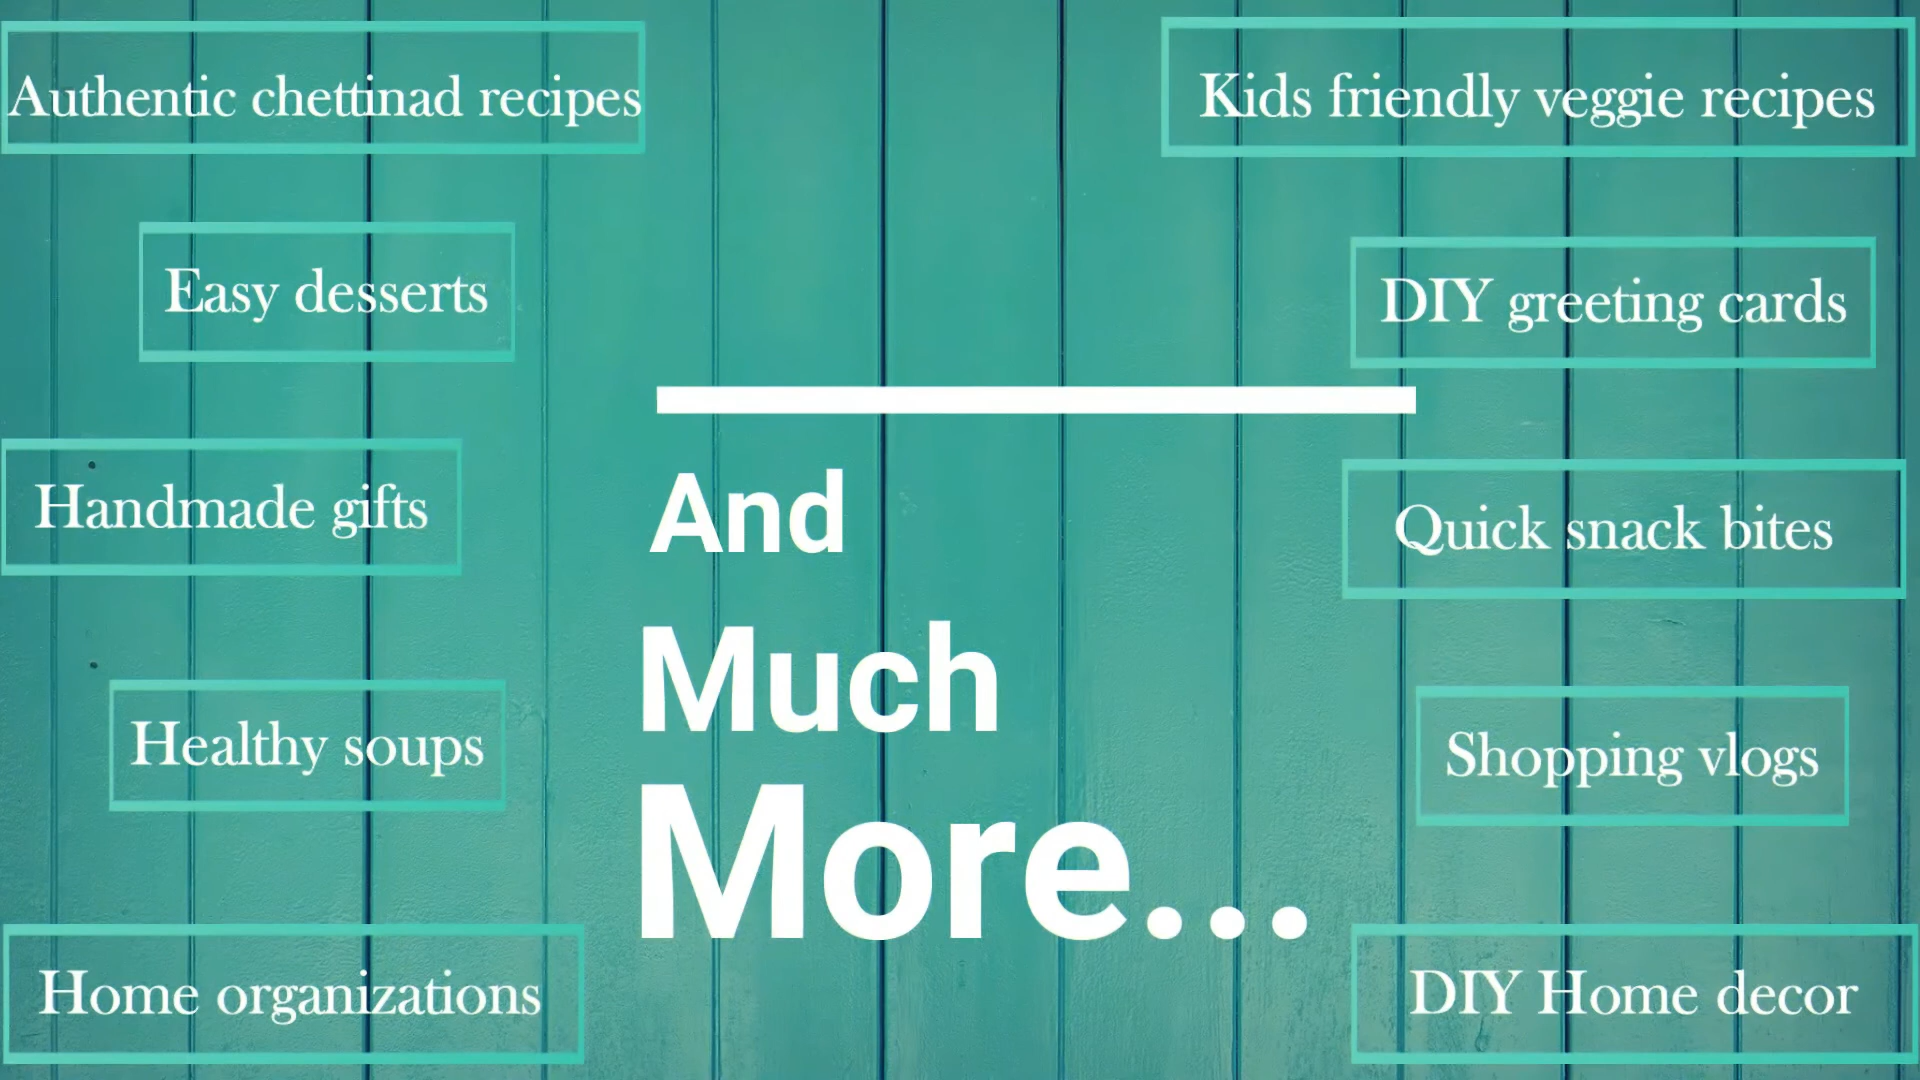 Authentic chettinad recipes
Kids friendly veggie recipes
Easy desserts
DIY greeting cards
Handmade gifts
Quick snack bites
And
Much
More...
Healthy soups
Shopping vlogs
Home organizations
DIY Home decor